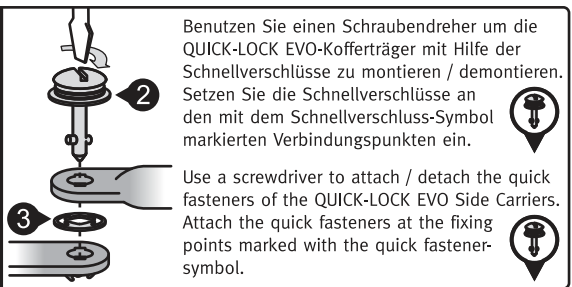 Benutzen Sie einen Schraubendreher um die
QUICK-LOCK EVO-Kofferträger mit Hilfe der
Schnellverschlüsse zu montieren / demontieren.
Setzen Sie die Schnellverschlüsse an
den mit dem Schnellverschluss-Symbol
markierten Verbindungspunkten ein.
Use a screwdriver to attach / detach the quick
fasteners of the QUICK-LOCK EVO Side Carriers.
Attach the quick fasteners at the fixing
points marked with the quick fastener-
symbol.
2
3